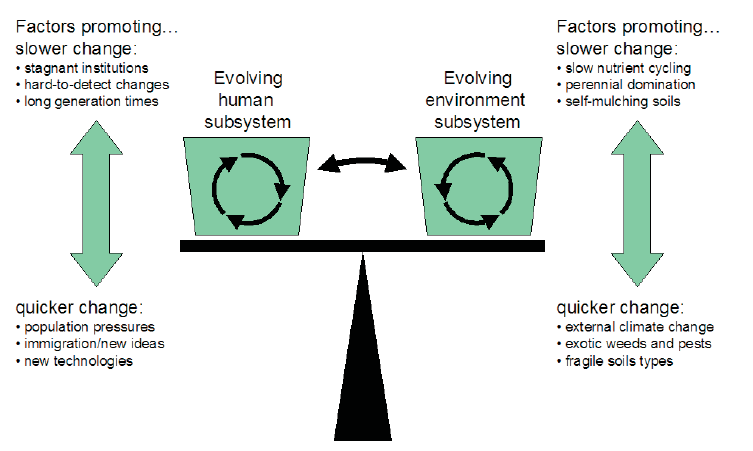 Factors promoting…
slower change:
• stagnant institutions
• hard-to-detect changes
• long generation times
Evolving
human
subsystem
Evolving
environment
subsystem
Factors promoting…
slower change:
• slow nutrient cycling
• perennial domination
• self-mulching soils
quicker change:
• population pressures
• immigration/new ideas
• new technologies
quicker change:
• external climate change
• exotic weeds and pests
• fragile soils types